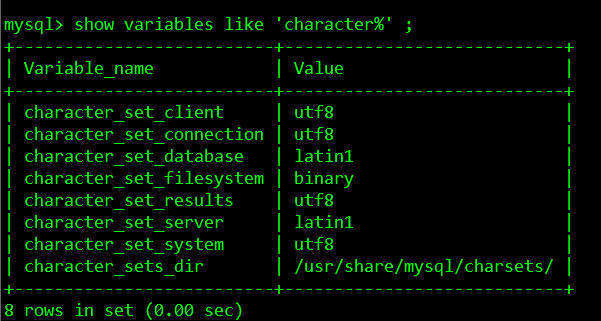 mysql> show variables like 'character%' ;
+--------------------------+----------------------------+
| Variable_name            | Value                      |
+--------------------------+----------------------------+
| character_set_client     | utf8                       |
| character_set_connection | utf8                       |
| character_set_database   | latin1                     |
| character_set_filesystem | binary                     |
| character_set_results    | utf8                       |
| character_set_server     | latin1                     |
| character_set_system     | utf8                       |
| character_sets_dir       | /usr/share/mysql/charsets/ |
+--------------------------+----------------------------+
8 rows in set (0.00 sec)